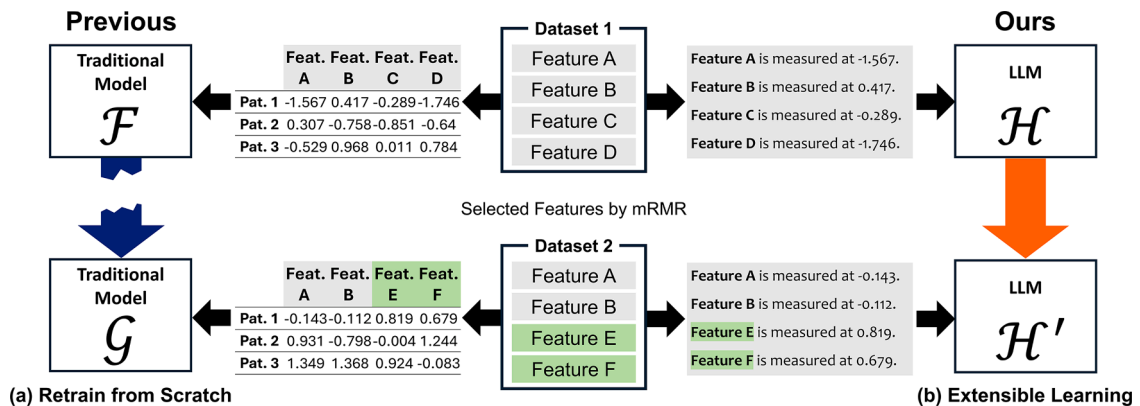 Previous
Dataset 1
Ours
Traditional
Model
F
Feat. Feat. Feat. Feat.
A B C D
Pat. 1 -1.567 0.417 -0.289 -1.746
Pat. 2 0.307 -0.758 -0.851 -0.64
Pat. 3 -0.529 0.968 0.011 0.784
Feature A
Feature B
Feature C
Feature D
Feature A is measured at -1.567.
Feature B is measured at 0.417.
Feature C is measured at -0.289.
Feature D is measured at -1.746.
LLM
H
Selected Features by mRMR
Dataset 2
Traditional
Model
G
Feat. Feat. Feat. Feat.
A B E F
Pat. 1 -0.143 -0.112 0.819 0.679
Pat. 2 0.931 -0.798 -0.004 1.244
Pat. 3 1.349 1.368 0.924 -0.083
Feature A
Feature B
Feature E
Feature F
Feature A is measured at -0.143.
Feature B is measured at -0.112.
Feature E is measured at 0.819.
Feature F is measured at 0.679.
LLM
H′
(a) Retrain from Scratch
(b) Extensible Learning